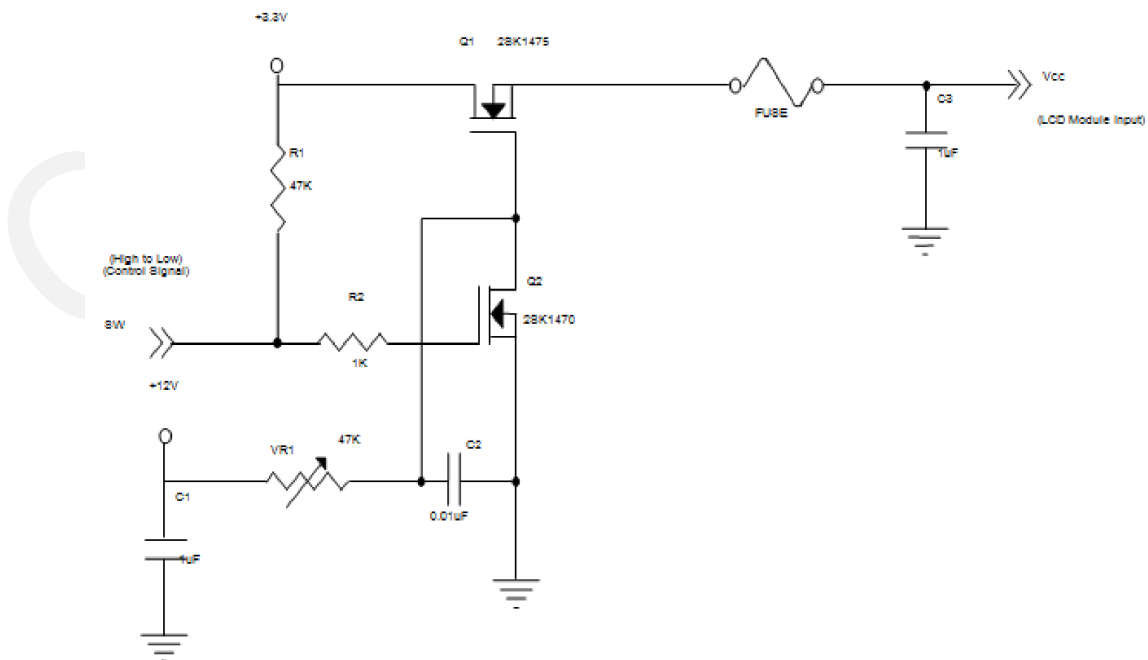 +3.3V
Q1 2SK1475
Vcc
C3
FUSE
(LCD Module Input)
1uF
R1
47K
(High to Low)
(Control Signal)
Q2
R2
2SK1470
SW
1K
+12V
47K
VR1
C2
C1
0.01uF
1uF